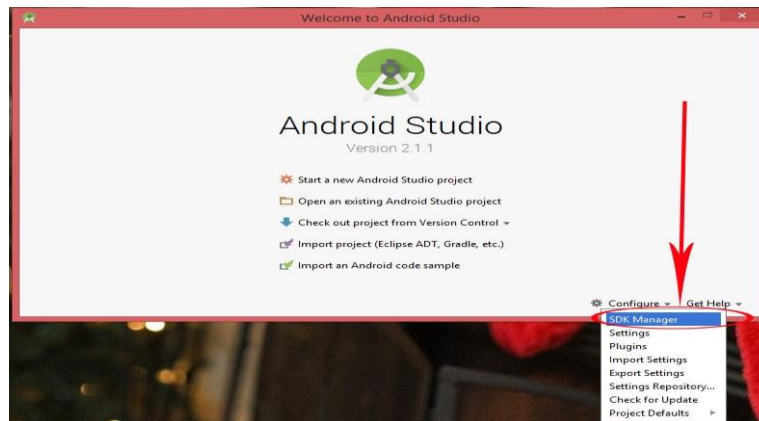 Welcome to Android Studio
Android Studio
Version 2.1.1
Start a new Android Studio project
Open an existing Android Studio project
Check out project from Version Control
Import project (Eclipse ADT, Gradle, etc.)
Import an Android code sample
Configure Get Help
SDK Manager
Settings
Plugins
Import Settings
Export Settings
Settings Repository...
Check for Update
Project Defaults